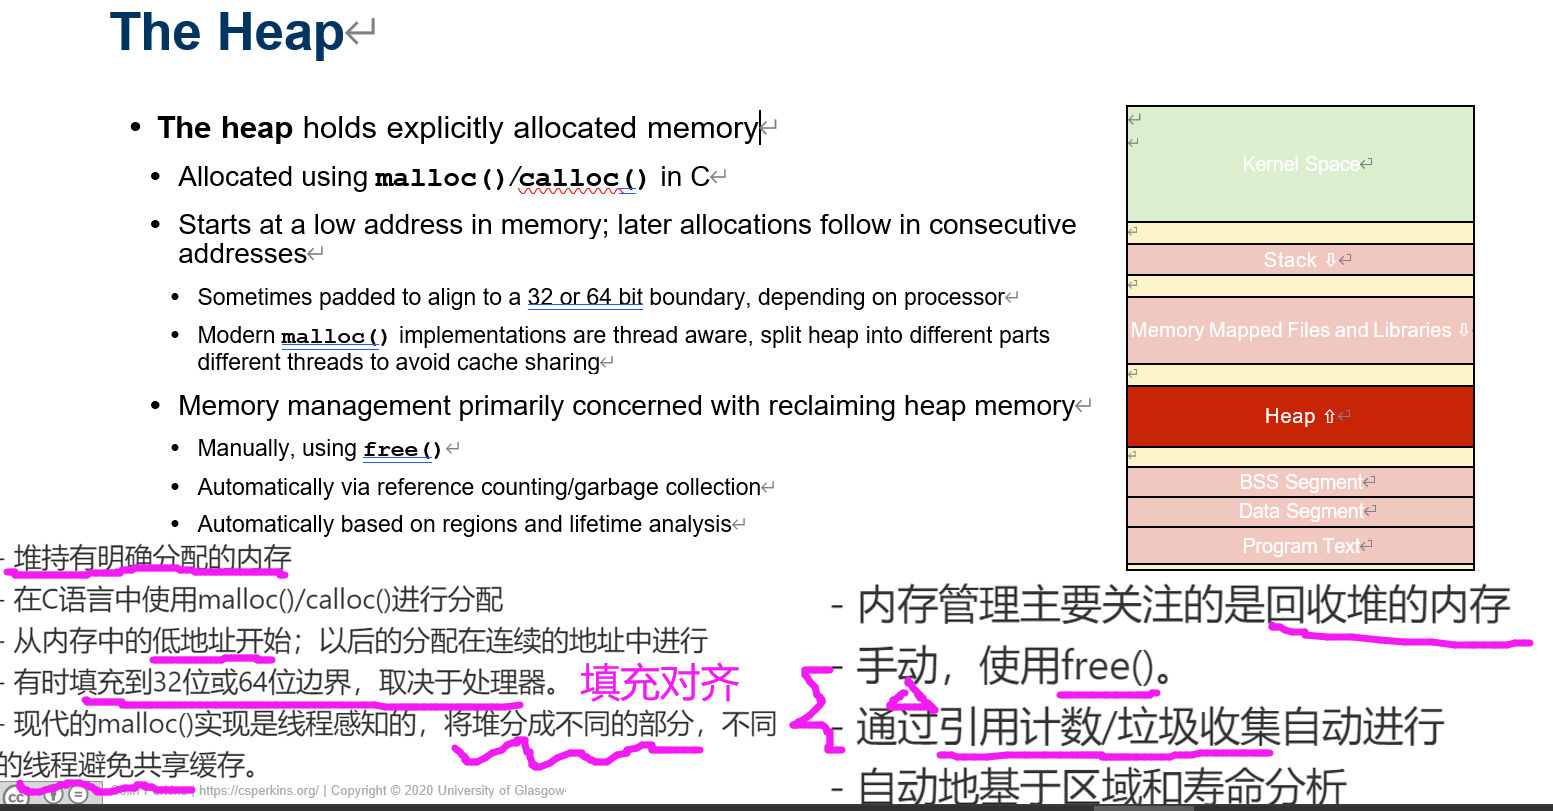 The Heap
• The heap holds explicitly allocated memory
• Allocated using malloc()/calloc() in C
• Starts at a low address in memory; later allocations follow in consecutive
addresses
• Sometimes padded to align to a 32 or 64 bit boundary, depending on processor
• Modern malloc() implementations are thread aware, split heap into different parts
different threads to avoid cache sharing
• Memory management primarily concerned with reclaiming heap memory
• Manually, using free()
• Automatically via reference counting/garbage collection
• Automatically based on regions and lifetime analysis
Kernel Space
Stack ⇩
Memory Mapped Files and Libraries ⇩
Heap ⇧
BSS Segment
Data Segment
Program Text
- 堆持有明确分配的内存
- 在C语言中使用malloc()/calloc()进行分配
- 从内存中的低地址开始；以后的分配在连续的地址中进行
- 有时填充到32位或64位边界，取决于处理器。
填充对齐
- 现代的malloc()实现是线程感知的，将堆分成不同的部分，不同
的线程避免共享缓存。
- 内存管理主要关注的是回收堆的内存
- 手动，使用free()。
- 通过引用计数/垃圾收集自动进行
- 自动地基于区域和寿命分析
cc
https://csperkins.org/ | Copyright © 2020 University of Glasgow